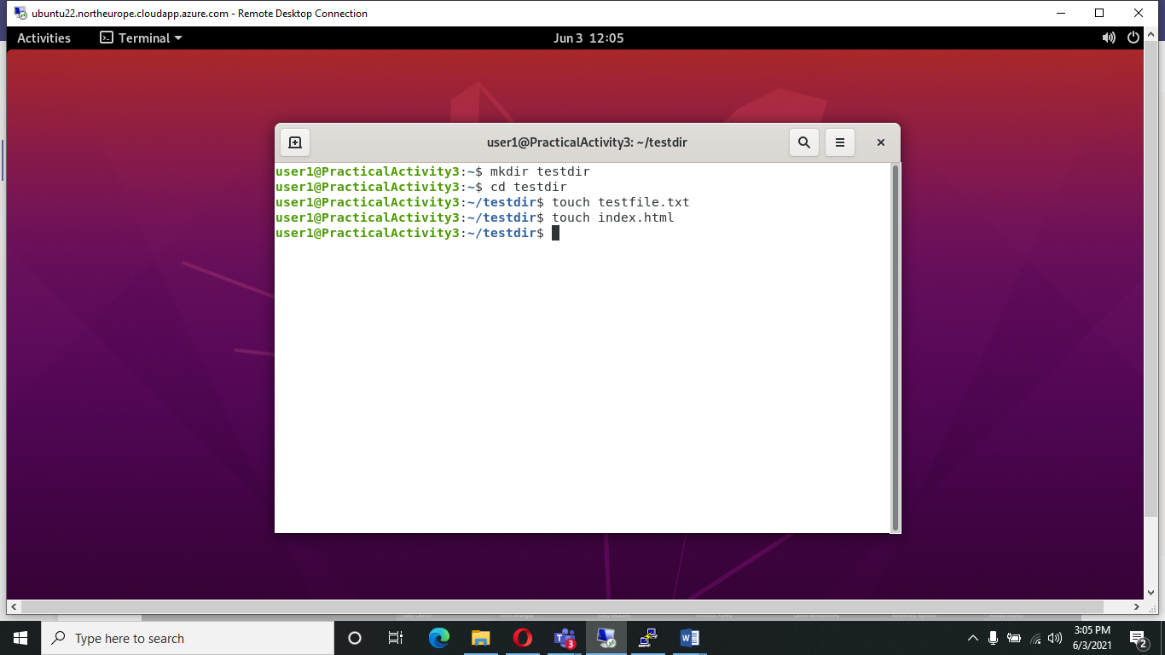 ubuntu22.northeurope.cloudapp.azure.com - Remote Desktop Connection
Activities
Terminal
Jun 3 12:05
user1@PracticalActivity3: ~/testdir
user1@PracticalActivity3:~$ mkdir testdir
user1@PracticalActivity3:~$ cd testdir
user1@PracticalActivity3:~/testdir$ touch testfile.txt
user1@PracticalActivity3:~/testdir$ touch index.html
user1@PracticalActivity3:~/testdir$
Type here to search
3
3:05 PM
6/3/2021
2